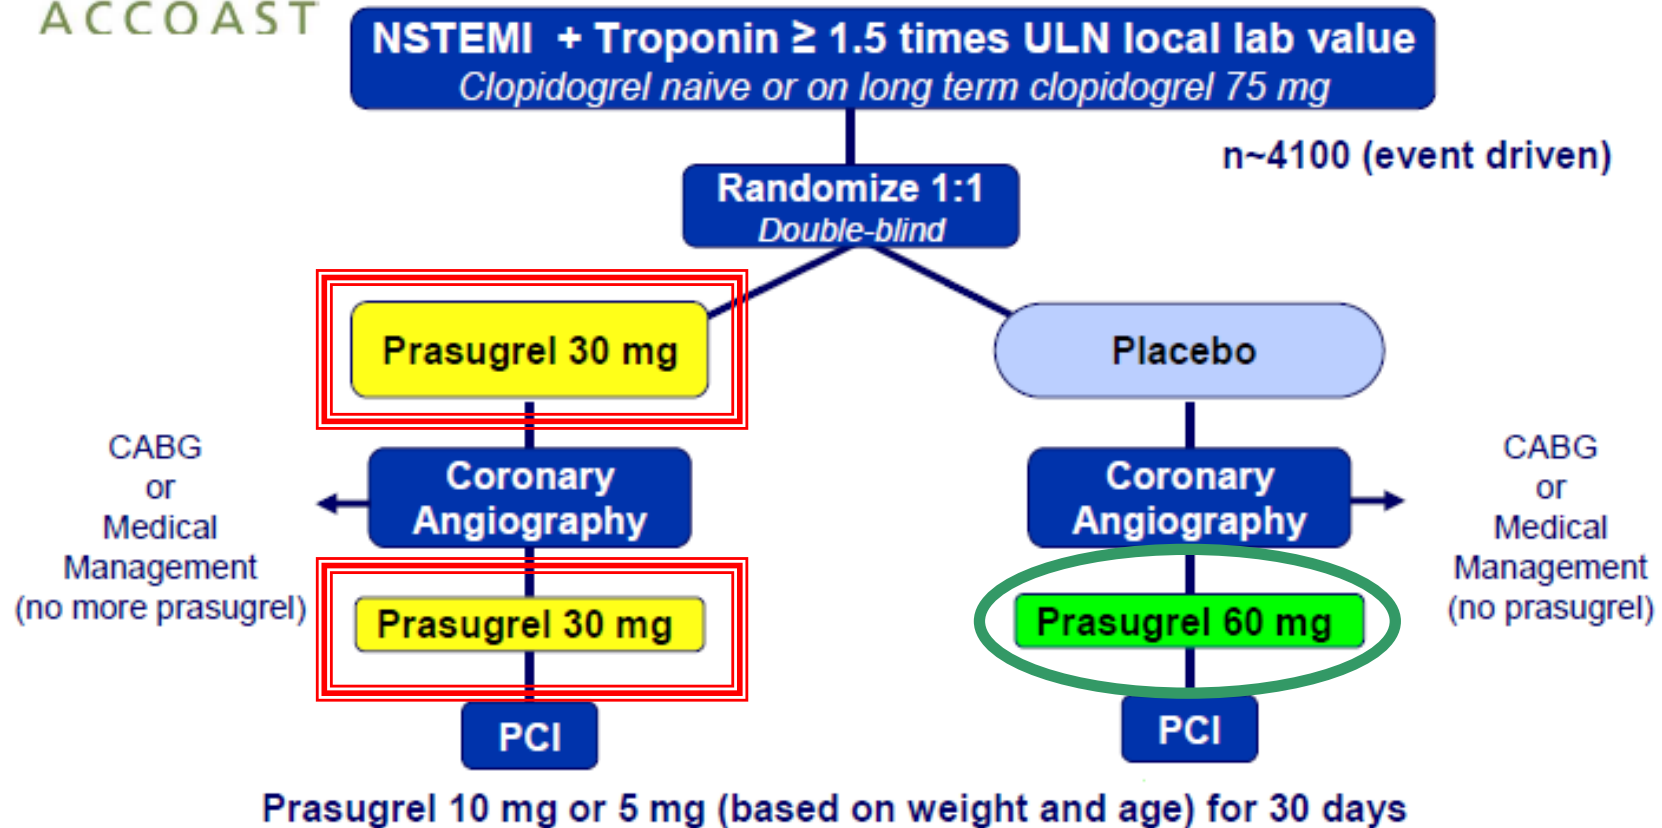 ACCOAST
NSTEMI + Troponin ≥ 1.5 times ULN local lab value
Clopidogrel naive or on long term clopidogrel 75 mg
n~4100 (event driven)
Randomize 1:1
Double-blind
Prasugrel 30 mg
Placebo
CABG
or
Medical
Management
(no more prasugrel)
Coronary
Angiography
Coronary
Angiography
CABG
or
Medical
Management
(no prasugrel)
Prasugrel 30 mg
Prasugrel 60 mg
PCI
PCI
Prasugrel 10 mg or 5 mg (based on weight and age) for 30 days